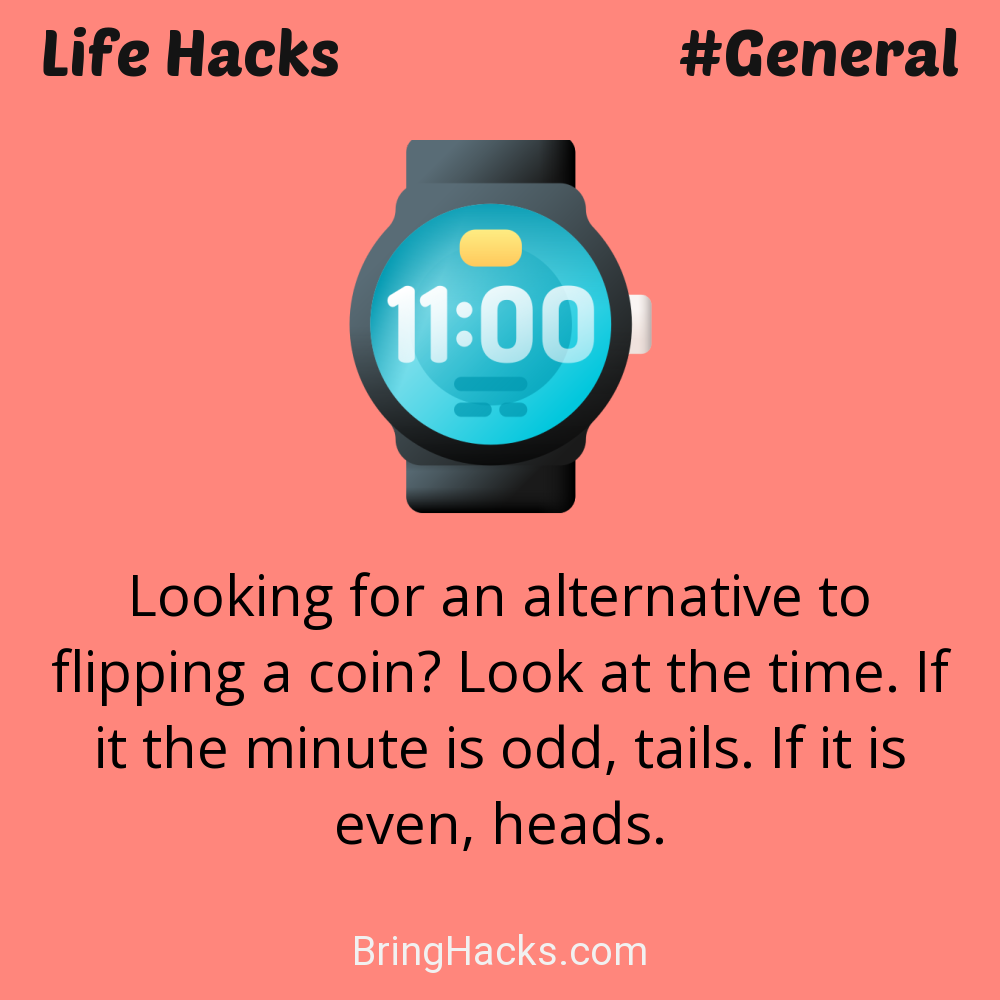 Life Hacks
#General
11:00
Looking for an alternative to
flipping a coin? Look at the time. If
it the minute is odd, tails. If it is
even, heads.
BringHacks.com